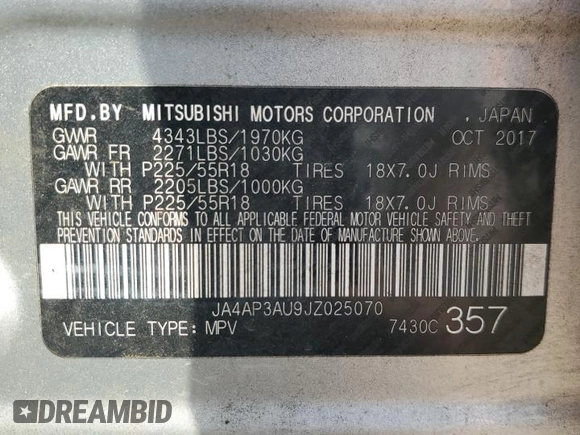 MFD.BY MITSUBISHI MOTORS CORPORATION , JAPAN
GVWR 4343LBS/1970KG OCT 2017
GAWR FR 2271LBS/1030KG
WITH P225/55R18 TIRES 18X7.0J RIMS
GAWR RR 2205LBS/1000KG
WITH P225/55R18 TIRES 18X7.0J RIMS
THIS VEHICLE CONFORMS TO ALL APPLICABLE FEDERAL MOTOR VEHICLE SAFETY AND THEFT
PREVENTION STANDARDS IN EFFECT ON THE DATE OF MANUFACTURE SHOWN ABOVE.
JA4AP3AU9JZ025070
VEHICLE TYPE: MPV 7430C 357
DREAMBID